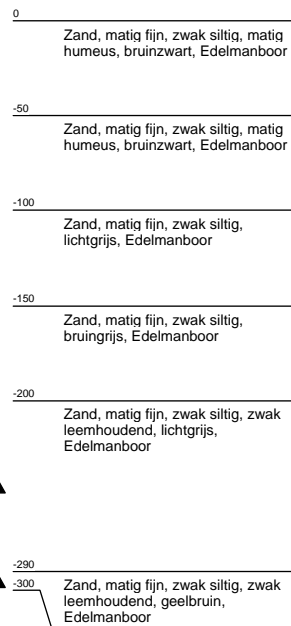 0
Zand, matig fijn, zwak siltig, matig
humeus, bruinzwart, Edelmanboor
-50
Zand, matig fijn, zwak siltig, matig
humeus, bruinzwart, Edelmanboor
-100
Zand, matig fijn, zwak siltig,
lichtgrijs, Edelmanboor
-150
Zand, matig fijn, zwak siltig,
bruingrijs, Edelmanboor
-200
Zand, matig fijn, zwak siltig, zwak
leemhoudend, lichtgrijs,
Edelmanboor
-290
-300
Zand, matig fijn, zwak siltig, zwak
leemhoudend, geelbruin,
Edelmanboor